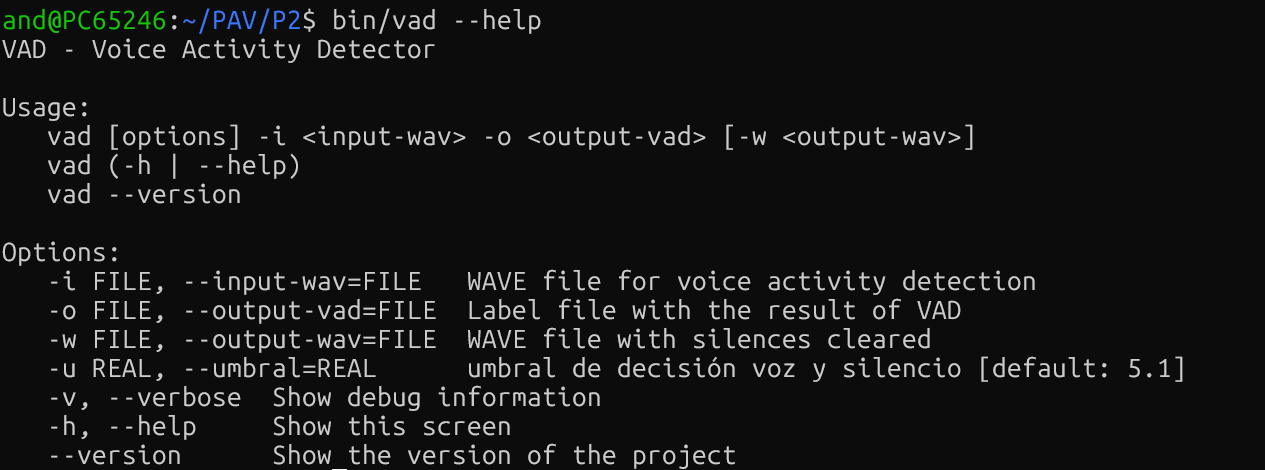 and@PC65246:~/PAV/P2$ bin/vad --help
VAD - Voice Activity Detector
Usage:
vad [options] -i <input-wav> -o <output-vad> [-w <output-wav>]
vad (-h | --help)
vad --version
Options:
-i FILE, --input-wav=FILE   WAVE file for voice activity detection
-o FILE, --output-vad=FILE  Label file with the result of VAD
-w FILE, --output-wav=FILE  WAVE file with silences cleared
-u REAL, --umbral=REAL      umbral de decisión voz y silencio [default: 5.1]
-v, --verbose  Show debug information
-h, --help     Show this screen
--version      Show the version of the project